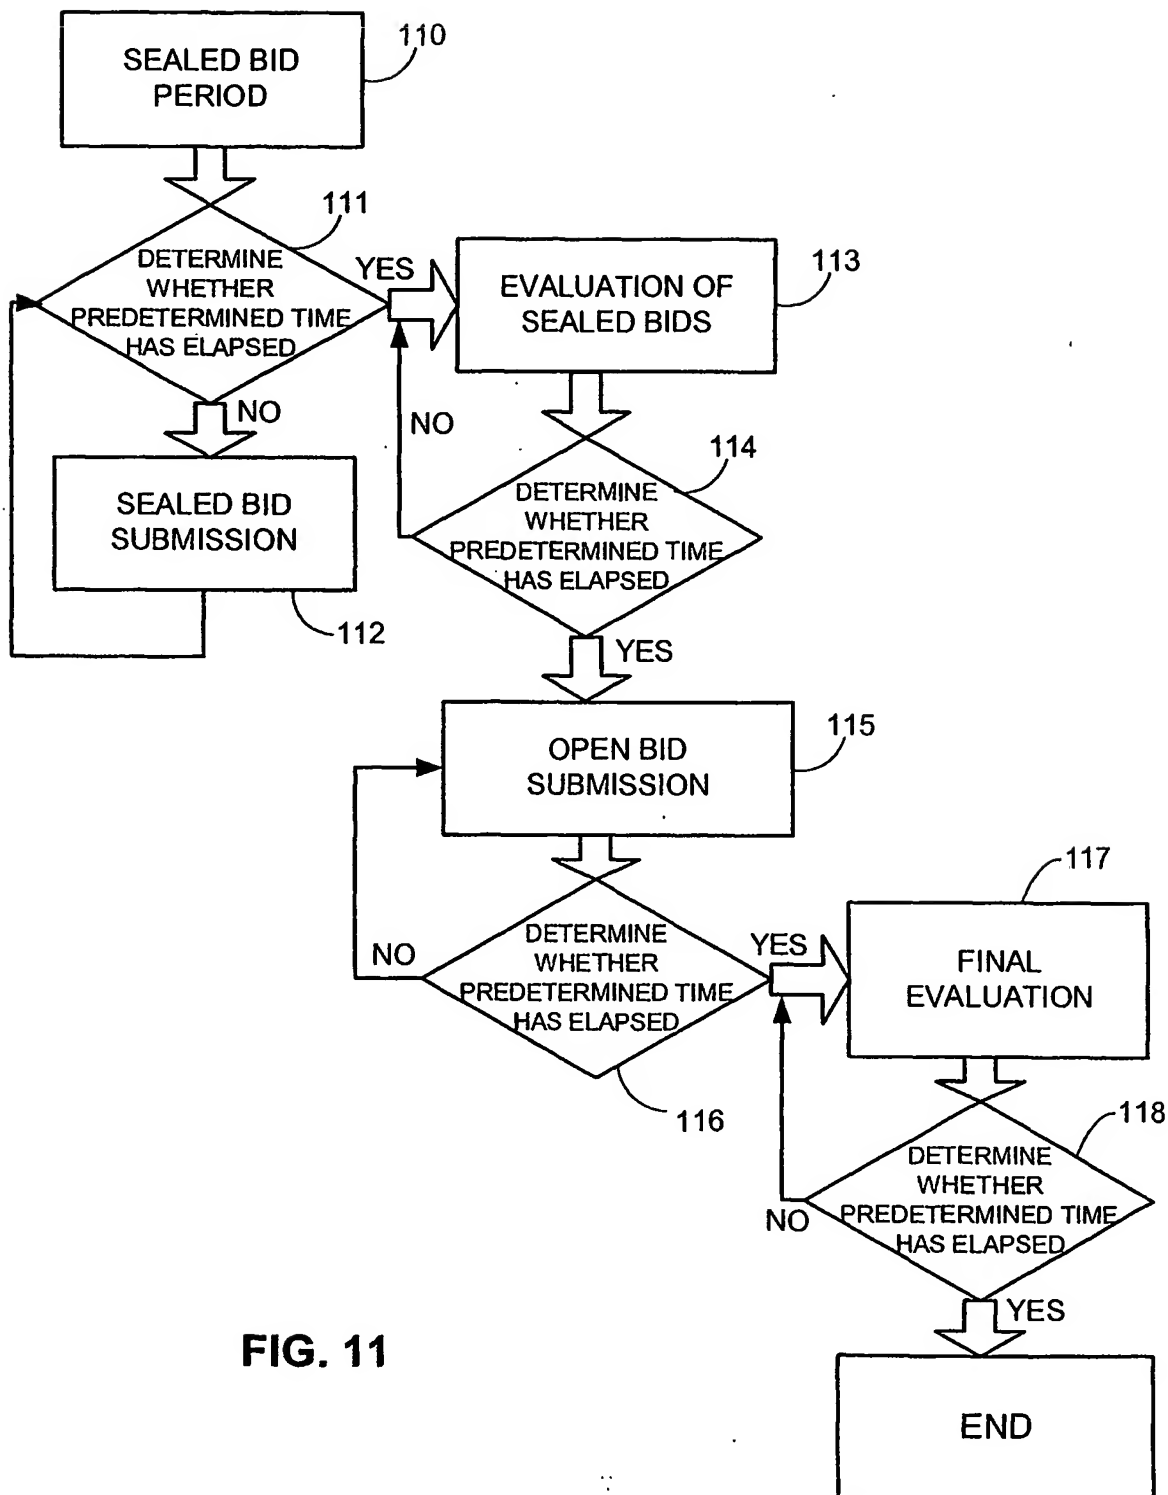 SEALED BID
PERIOD
110
DETERMINE
WHETHER
PREDETERMINED TIME
HAS ELAPSED
111
YES
NO
SEALED BID
SUBMISSION
112
EVALUATION OF
SEALED BIDS
113
DETERMINE
WHETHER
PREDETERMINED TIME
HAS ELAPSED
114
NO
YES
OPEN BID
SUBMISSION
115
DETERMINE
WHETHER
PREDETERMINED TIME
HAS ELAPSED
116
NO
YES
FINAL
EVALUATION
117
DETERMINE
WHETHER
PREDETERMINED TIME
HAS ELAPSED
118
NO
YES
END
FIG. 11